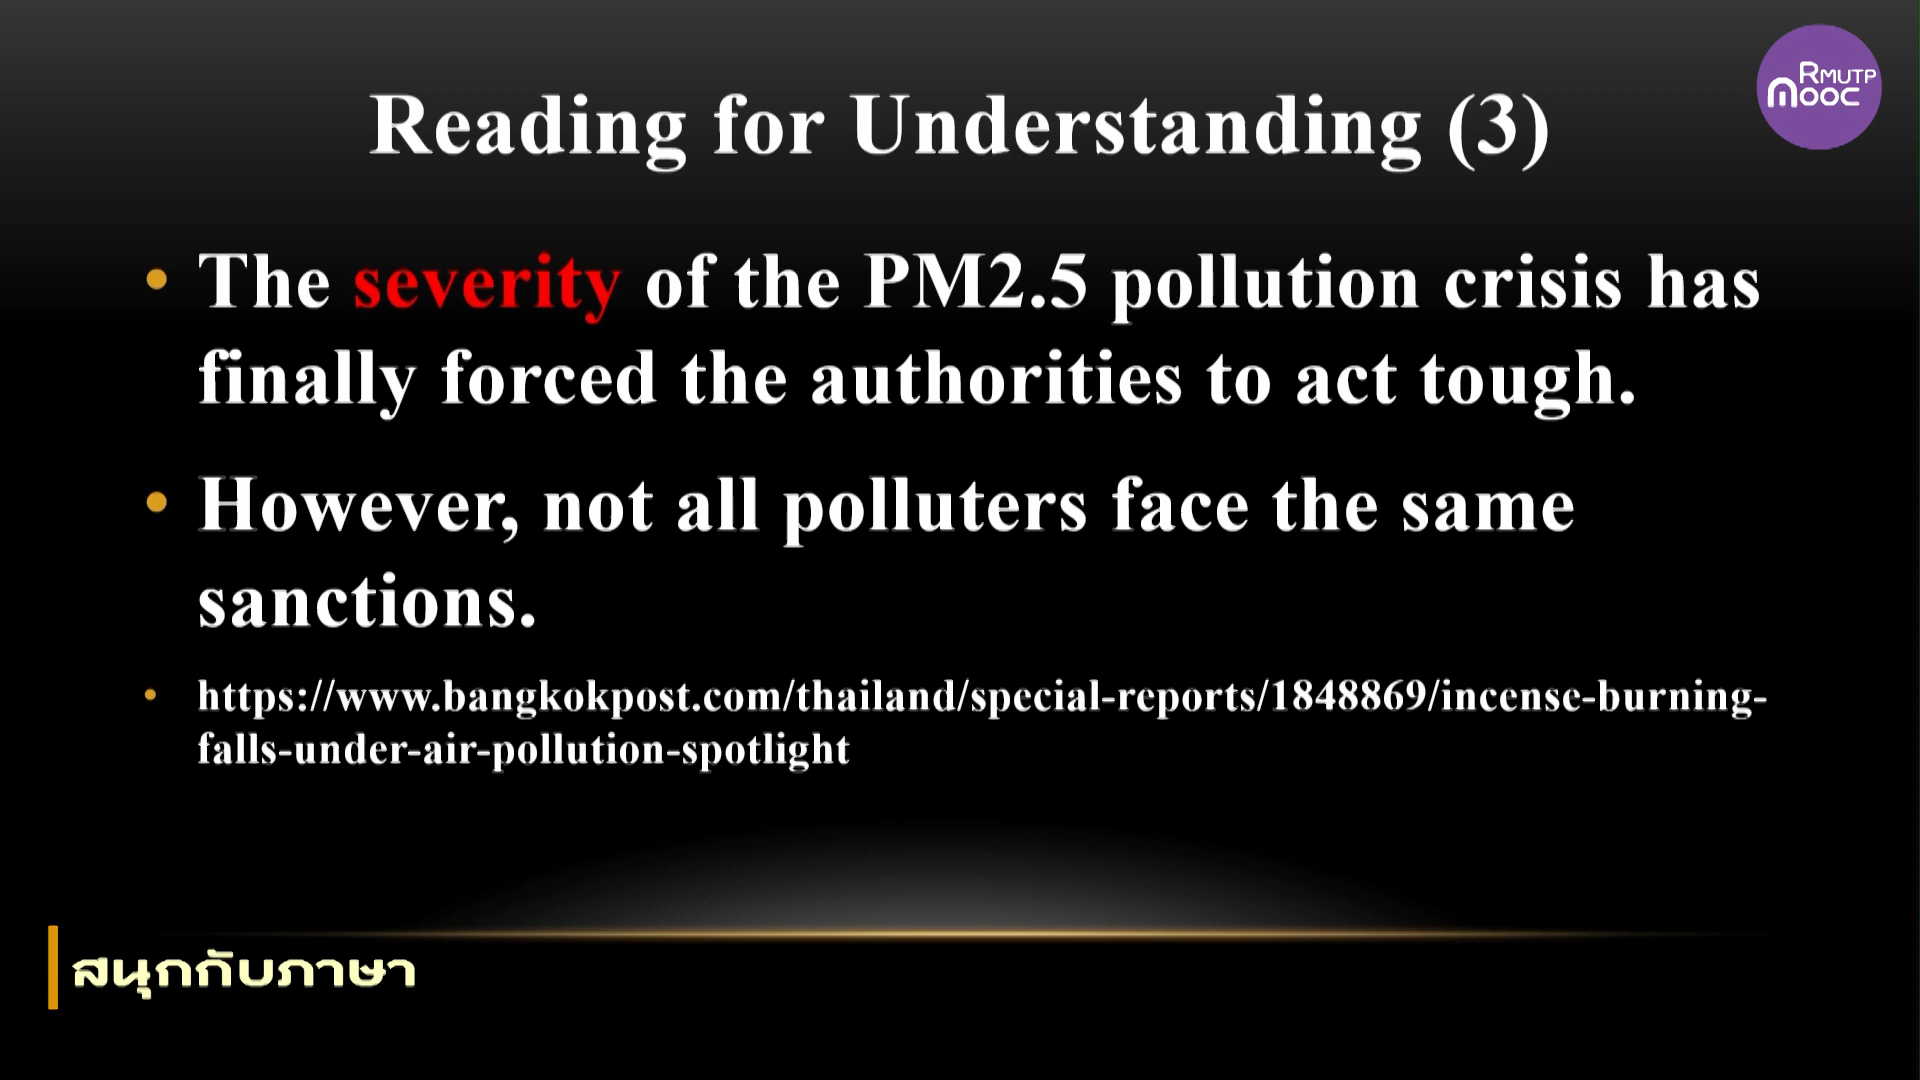 RMUTP
mooc
Reading for Understanding (3)
• The severity of the PM2.5 pollution crisis has
finally forced the authorities to act tough.
• However, not all polluters face the same
sanctions.
• https://www.bangkokpost.com/thailand/special-reports/1848869/incense-burning-
falls-under-air-pollution-spotlight
สนุกกับภาษา